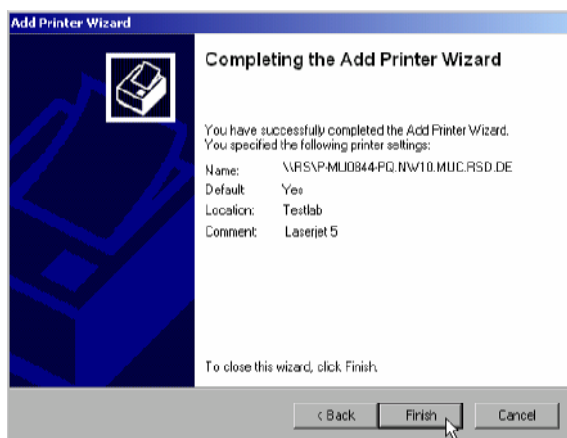 Add Printer Wizard
Completing the Add Printer Wizard
You have successfully completed the Add Printer Wizard.
You specified the following printer settings:
Name: \\RS\P-MU0844-PQ.NW10.MUC.RSD.DE
Default Yes
Location: Testlab
Comment: Laserjet 5
To close this wizard, click Finish.
< Back Finish Cancel